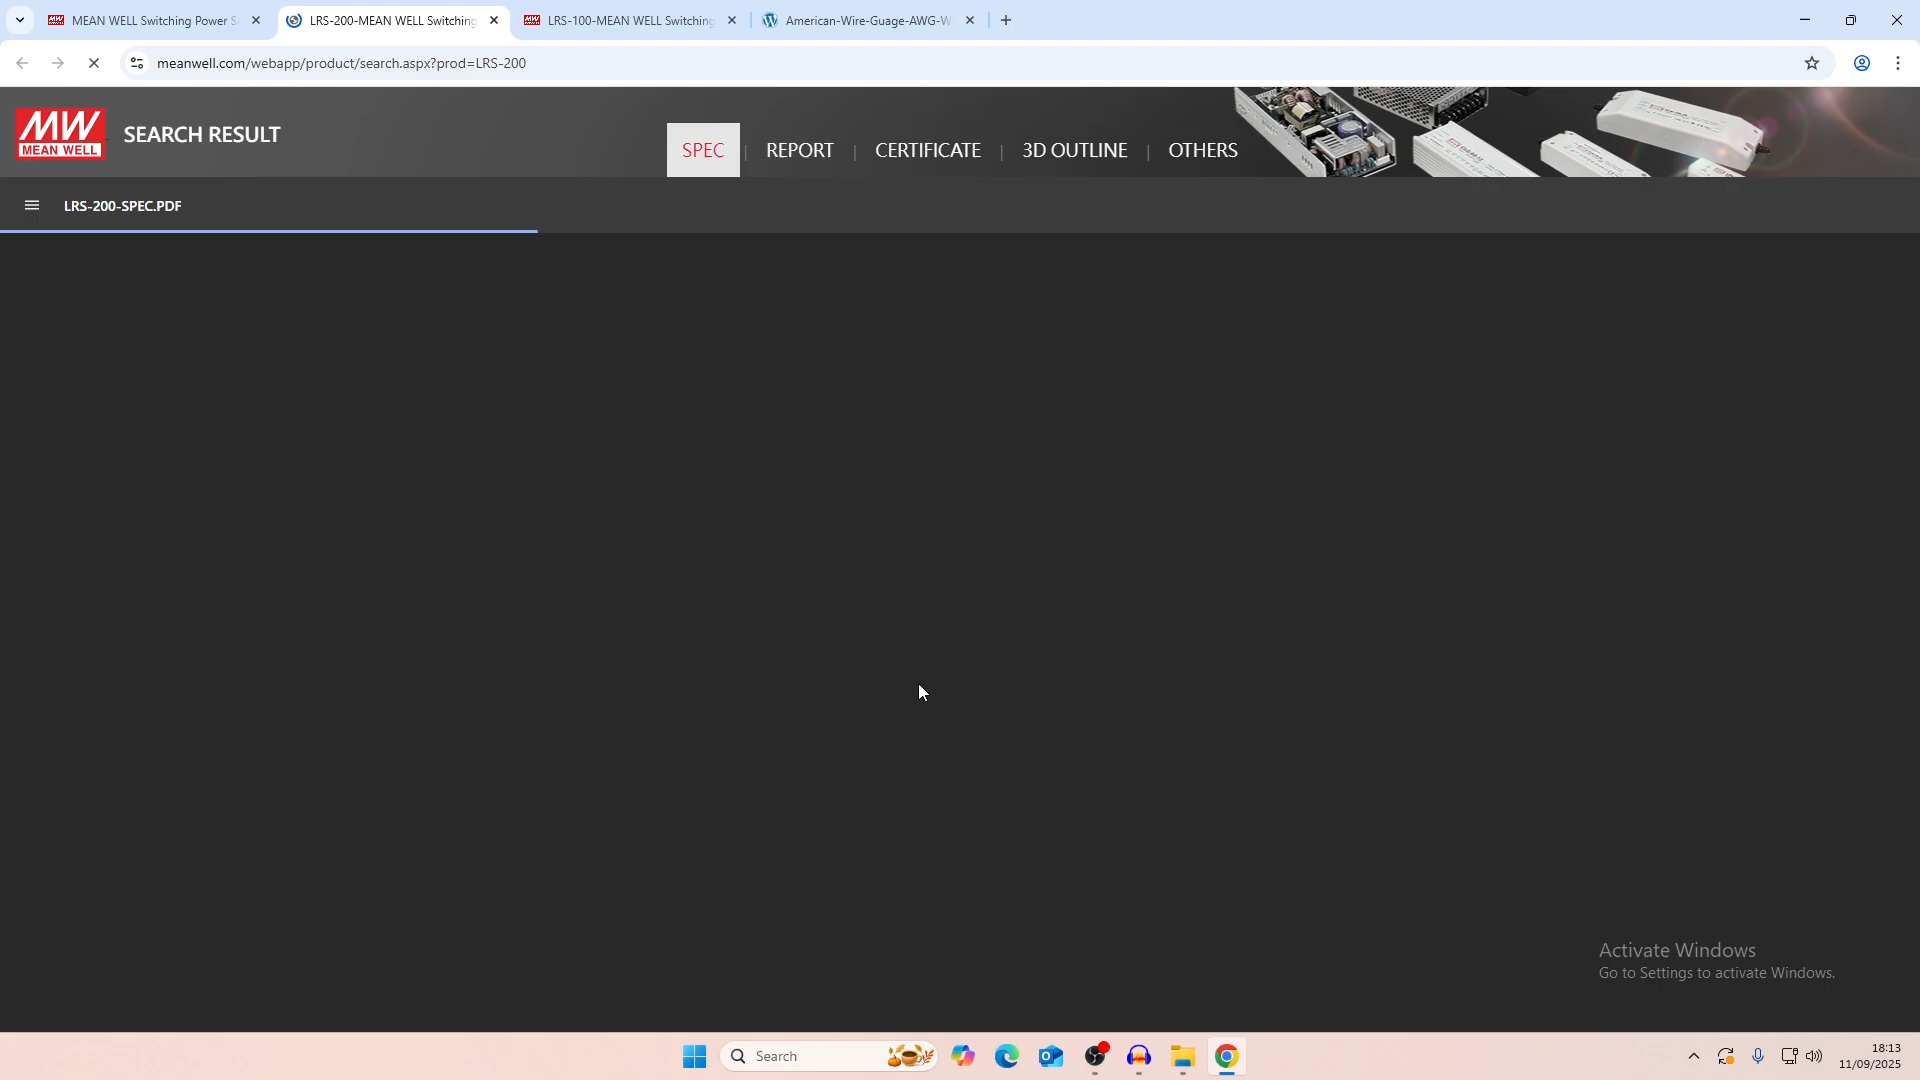 MEAN WELL Switching Power S
LRS-200-MEAN WELL Switching
LRS-100-MEAN WELL Switching
American-Wire-Guage-AWG-W
meanwell.com/webapp/product/search.aspx?prod=LRS-200
MW
MEAN WELL
SEARCH RESULT
SPEC
REPORT
CERTIFICATE
3D OUTLINE
OTHERS
LRS-200-SPEC.PDF
Activate Windows
Go to Settings to activate Windows.
Search
18:13
11/09/2025